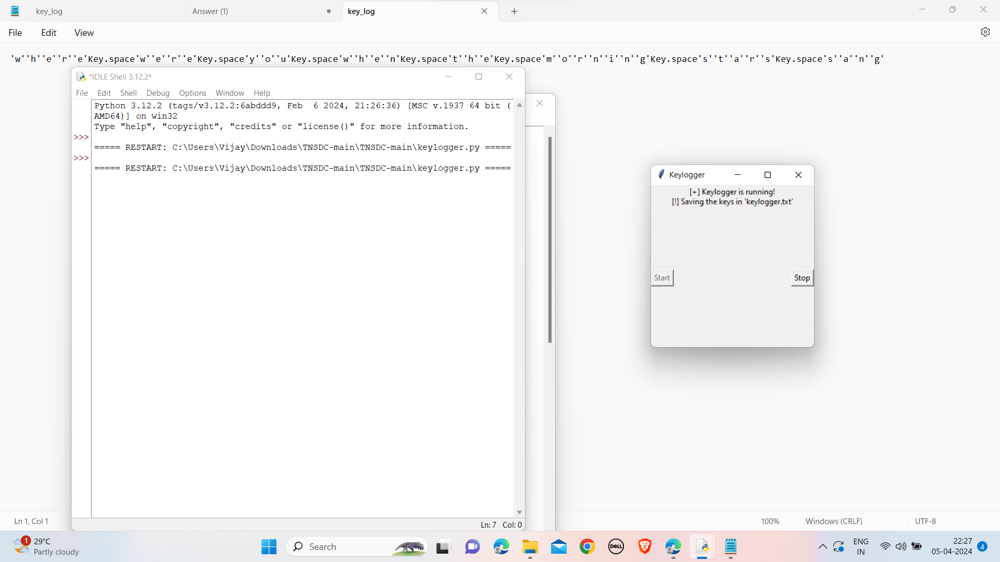 key_log
Answer (1)
key_log
File Edit View
'w''h''e''r''e'Key.space'w''e''r''e'Key.space'y''o''u'Key.space'w''h''e''n'Key.space't''h''e'Key.space'm''o''r''n''i''n''g'Key.space's''t''a''r''s'Key.space's''a''n''g'
*IDLE Shell 3.12.2*
File Edit Shell Debug Options Window Help
Python 3.12.2 (tags/v3.12.2:6abddd9, Feb  6 2024, 21:26:36) [MSC v.1937 64 bit (
AMD64)] on win32
Type "help", "copyright", "credits" or "license()" for more information.
>>>
===== RESTART: C:\Users\Vijay\Downloads\TNSDC-main\TNSDC-main\keylogger.py =====
>>>
===== RESTART: C:\Users\Vijay\Downloads\TNSDC-main\TNSDC-main\keylogger.py =====
Ln: 7 Col: 0
Keylogger
[+] Keylogger is running!
[!] Saving the keys in 'keylogger.txt'
Start
Stop
Ln 1, Col 1
100%
Windows (CRLF)
UTF-8
1
29°C
Partly cloudy
Search
DELL
ENG
IN
22:27
05-04-2024
4